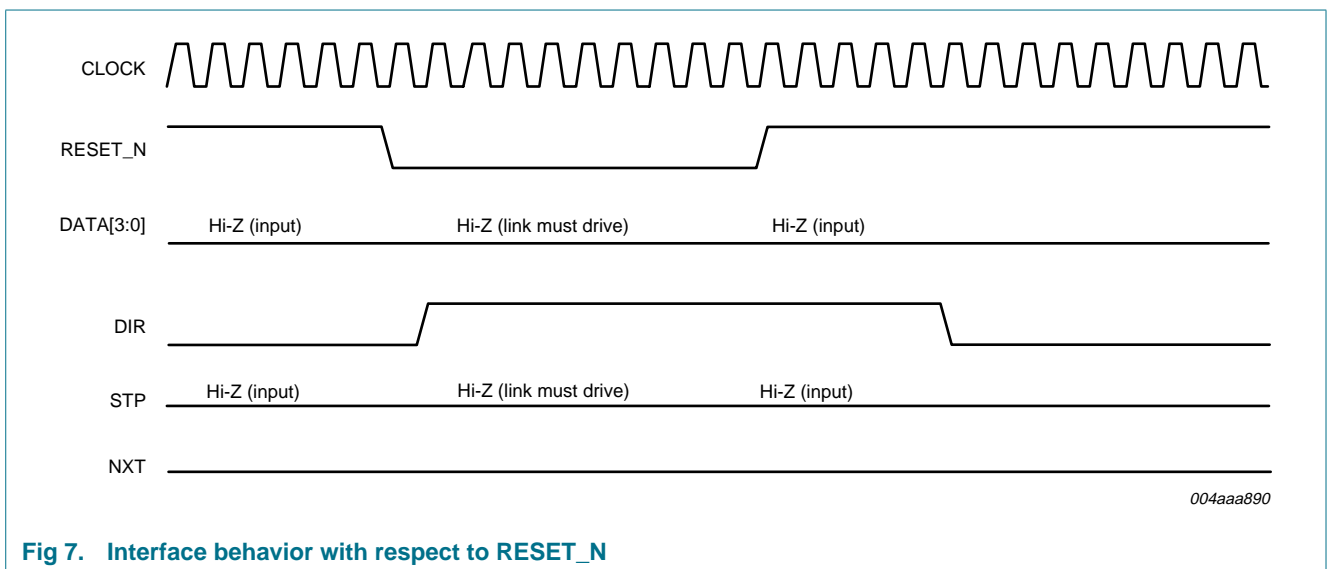 CLOCK
RESET_N
DATA[3:0] Hi-Z (input) Hi-Z (link must drive) Hi-Z (input)
DIR
STP Hi-Z (input) Hi-Z (link must drive) Hi-Z (input)
NXT
004aaa890
Fig 7. Interface behavior with respect to RESET_N